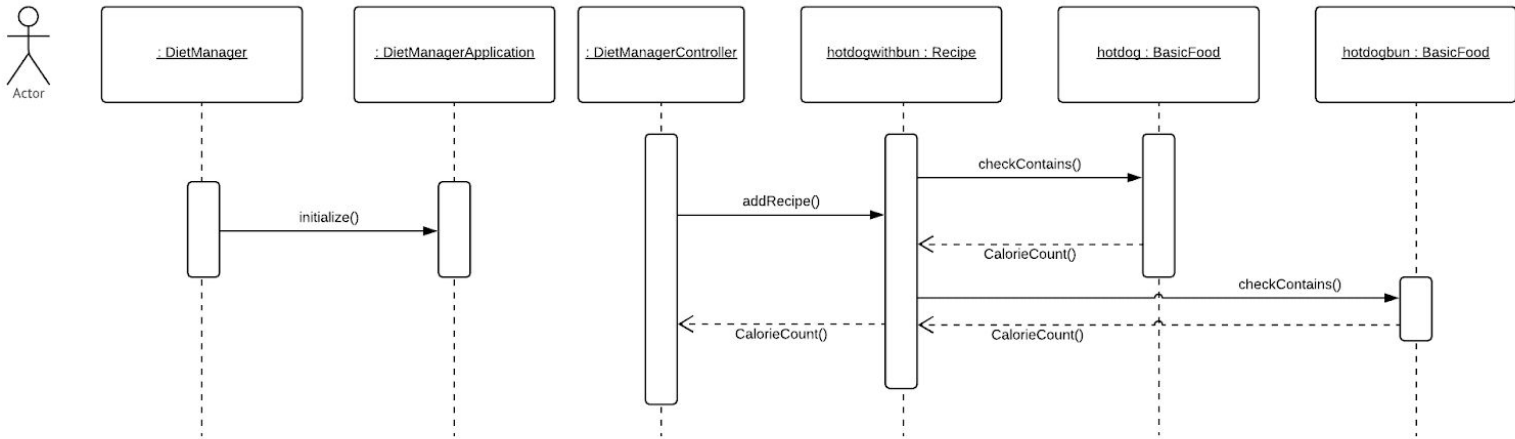 : DietManager
: DietManagerApplication
: DietManagerController
hotdogwithbun : Recipe
hotdog : BasicFood
hotdogbun : BasicFood
Actor
checkContains()
addRecipe()
initialize()
CalorieCount()
checkContains()
CalorieCount()
CalorieCount()